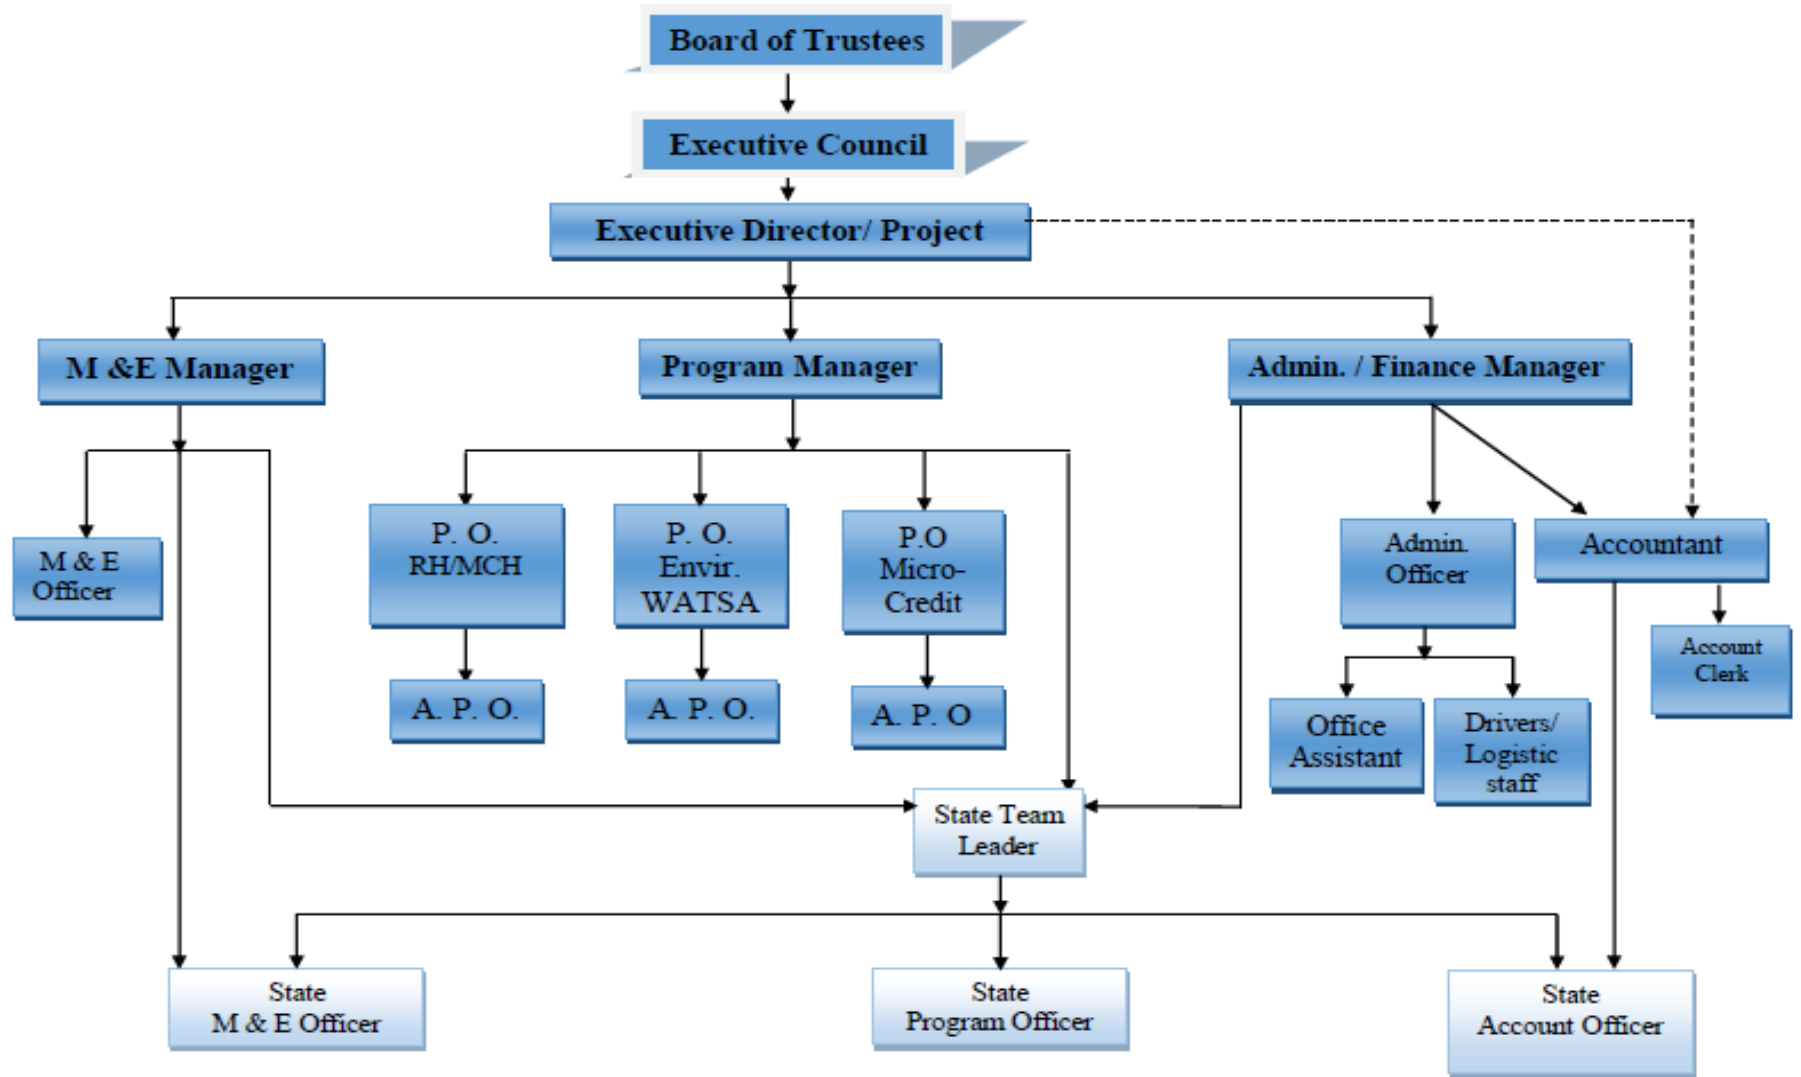 Board of Trustees
Executive Council
Executive Director/ Project
M &E Manager
Program Manager
Admin. / Finance Manager
M & E
Officer
P. O.
RH/MCH
P. O.
Envir.
WATSA
P.O
Micro-
Credit
Admin.
Officer
Accountant
Account
Clerk
A. P. O.
A. P. O.
A. P. O
Office
Assistant
Drivers/
Logistic
staff
State Team
Leader
State
M & E Officer
State
Program Officer
State
Account Officer